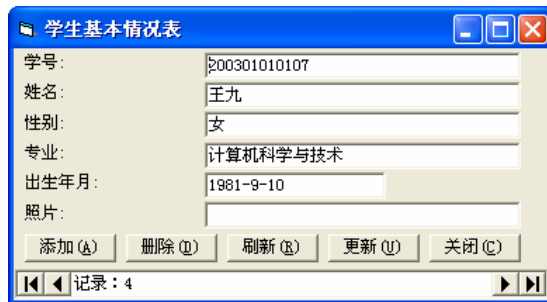 学生基本情况表
学号: 200301010107
姓名: 王九
性别: 女
专业: 计算机科学与技术
出生年月: 1981-9-10
照片:
添加(A) 删除(D) 刷新(R) 更新(U) 关闭(C)
记录：4